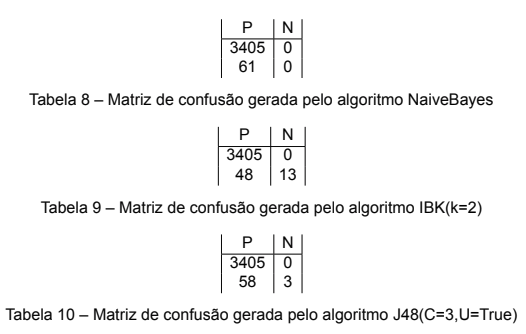 P N
3405 0
61 0
Tabela 8 – Matriz de confusão gerada pelo algoritmo NaiveBayes
P N
3405 0
48 13
Tabela 9 – Matriz de confusão gerada pelo algoritmo IBK(k=2)
P N
3405 0
58 3
Tabela 10 – Matriz de confusão gerada pelo algoritmo J48(C=3,U=True)